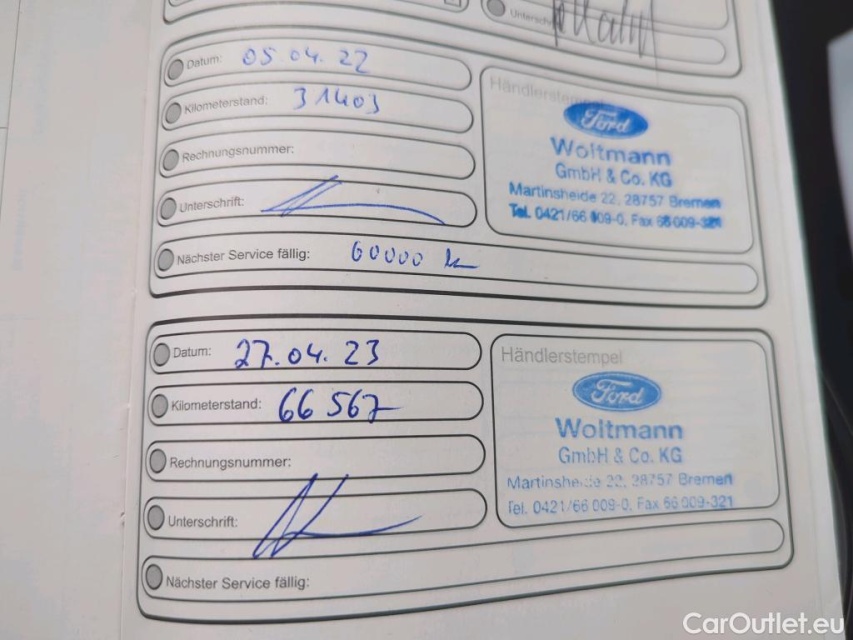 Datum: 05 04. 22
Kilometerstand: 31403
Rechnungsnummer:
Unterschrift:
Nächster Service fällig: 60000 k
Händlerstempel
Ford
Woltmann
GmbH & Co. KG
Martinsheide 22, 28757 Bremen
Tel. 0421/66 009-0, Fax 66 009-321
Datum: 27.04.23
Kilometerstand: 66 567
Rechnungsnummer:
Unterschrift:
Nächster Service fällig:
Händlerstempel
Ford
Woltmann
GmbH & Co. KG
Martinsheide 22, 28757 Bremen
Tel. 0421/66 009-0, Fax 66 009-321
CarOutlet.eu